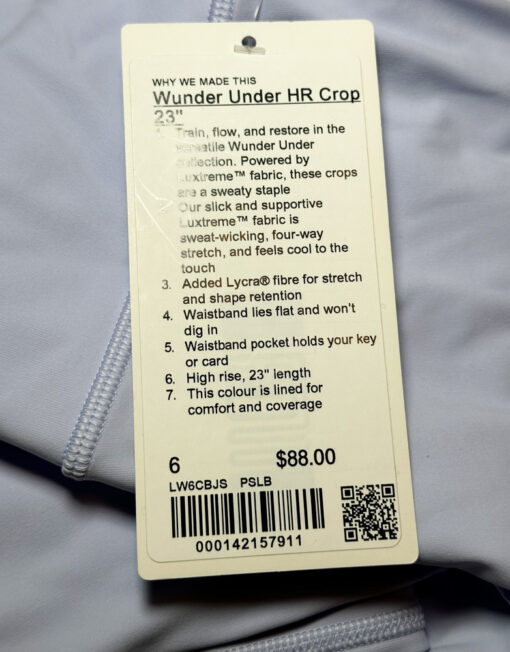 WHY WE MADE THIS
Wunder Under HR Crop
23"
Train, flow, and restore in the
versatile Wunder Under
collection. Powered by
Luxtreme™ fabric, these crops
are a sweaty staple
Our slick and supportive
Luxtreme™ fabric is
sweat-wicking, four-way
stretch, and feels cool to the
touch
3. Added Lycra® fibre for stretch
and shape retention
4. Waistband lies flat and won't
dig in
5. Waistband pocket holds your key
or card
6. High rise, 23" length
7. This colour is lined for
comfort and coverage
6 $88.00
LW6CBJS PSLB
000142157911